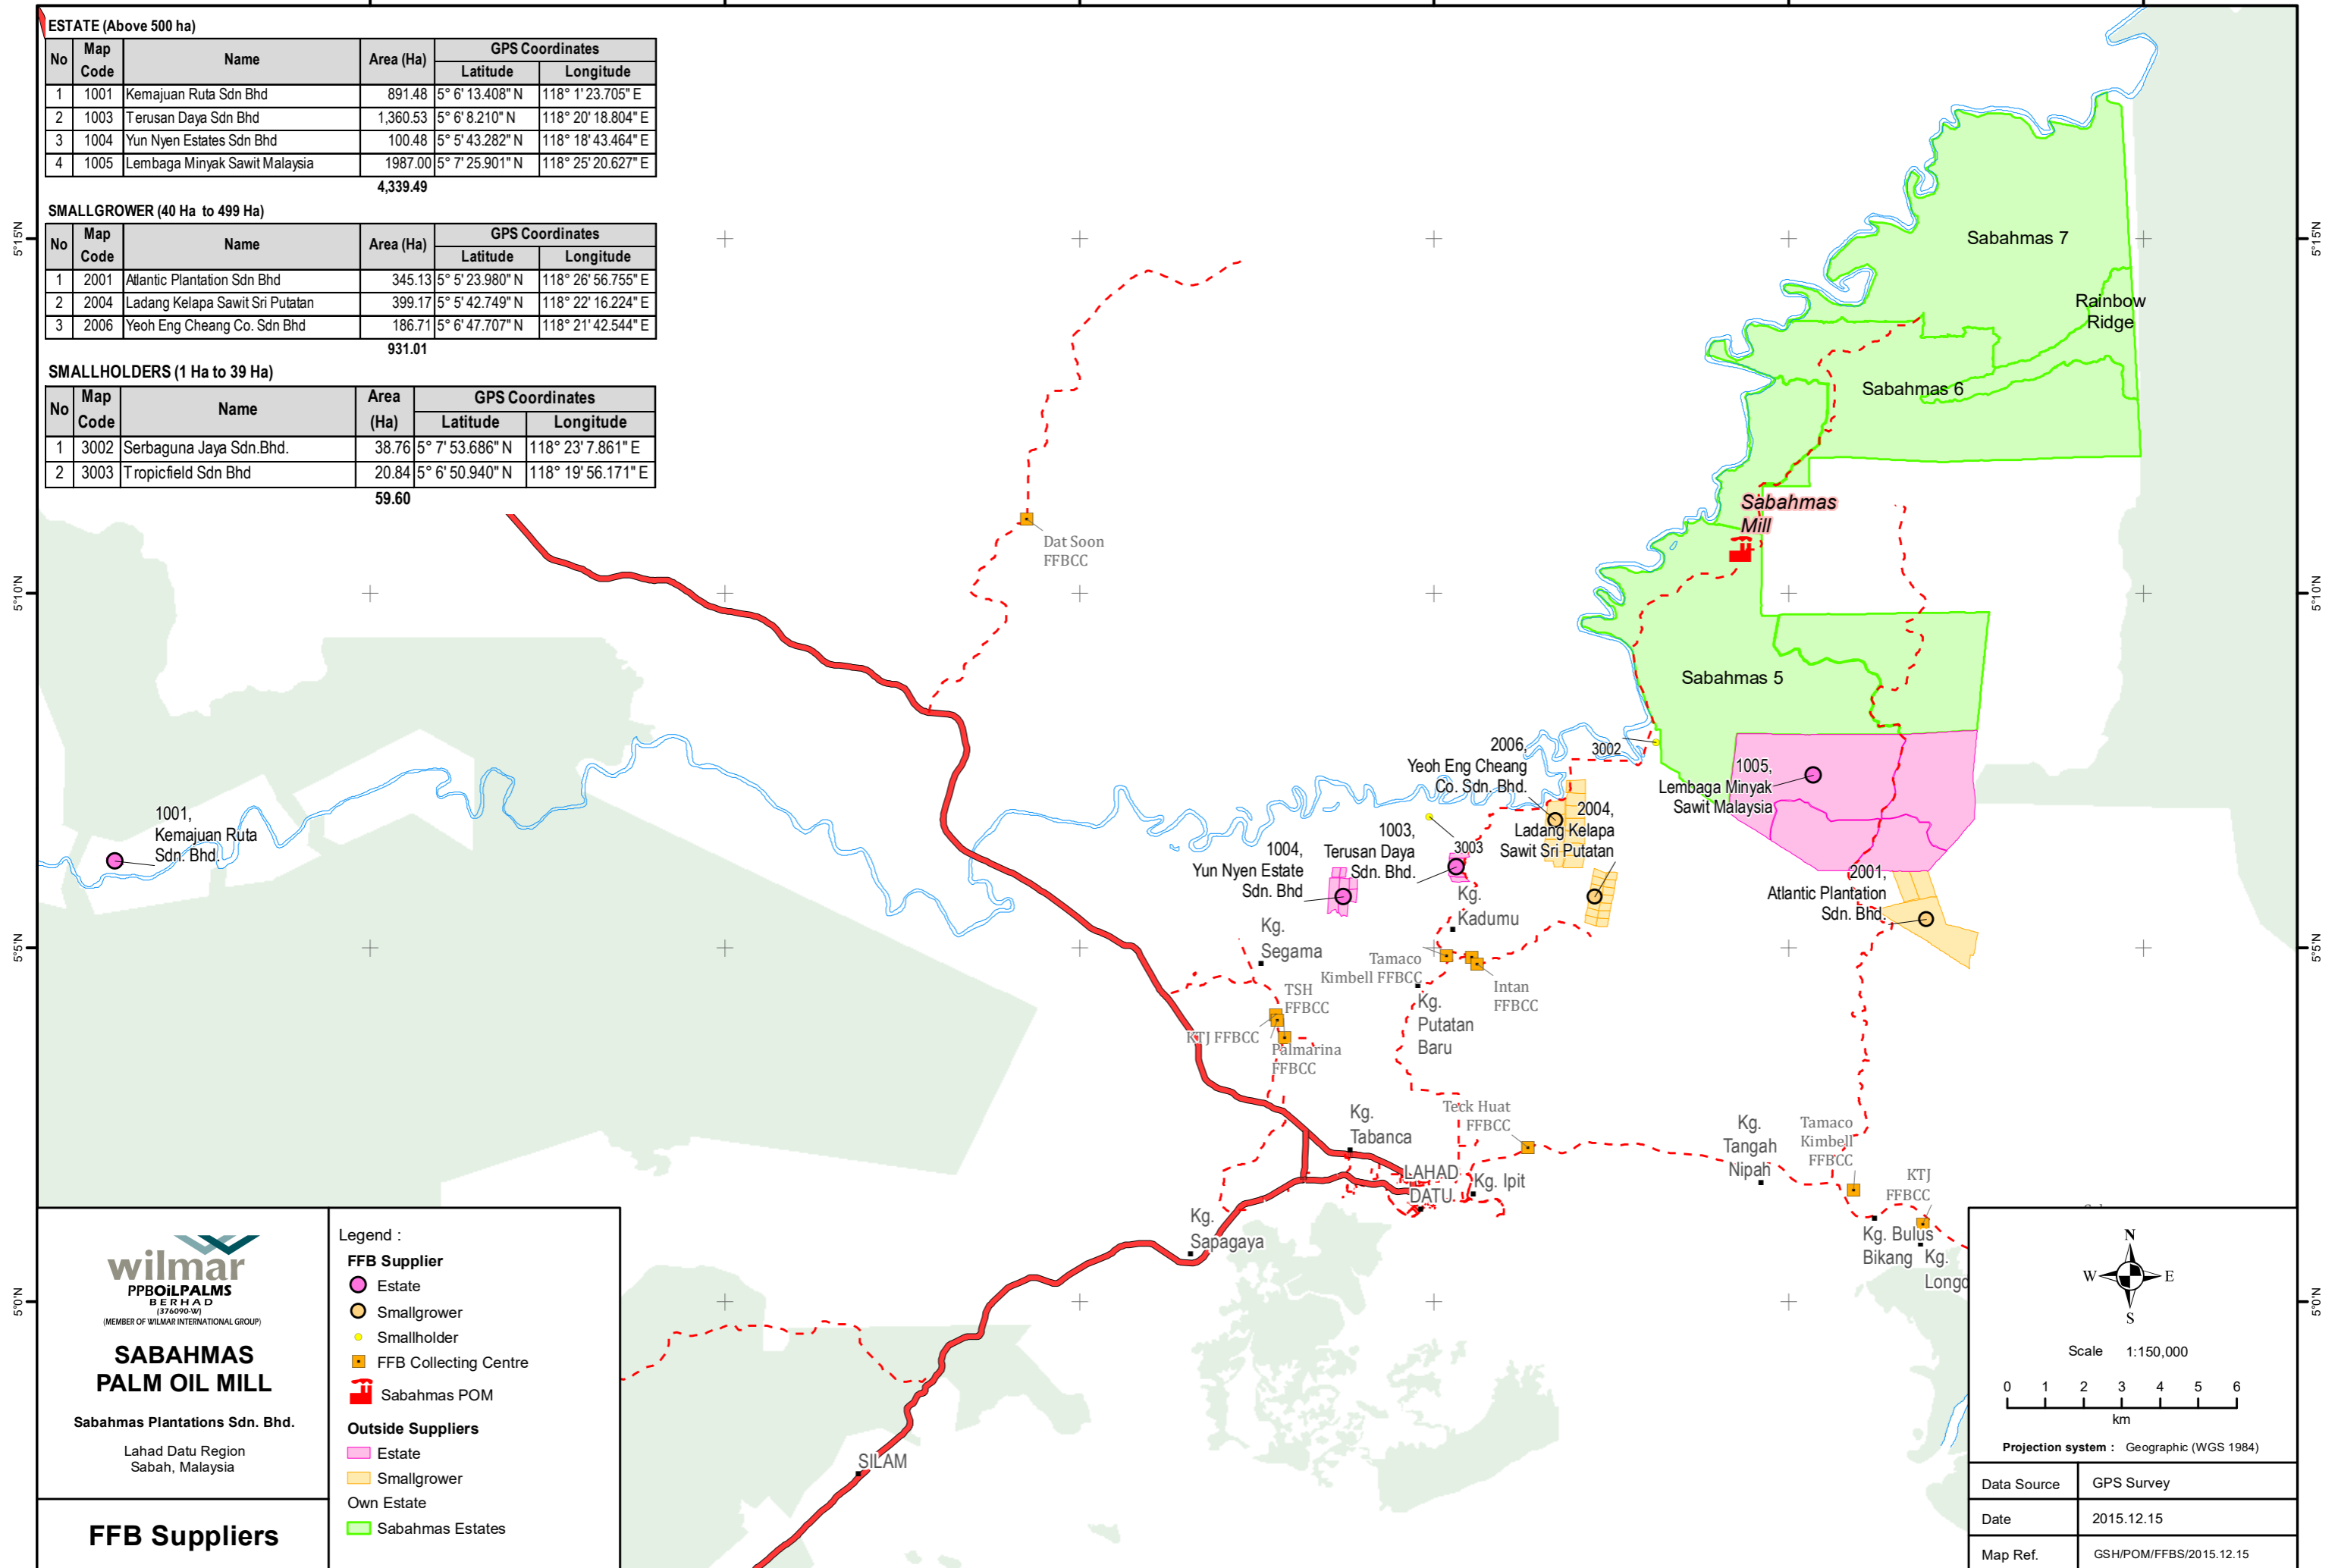 ESTATE (Above 500 ha)
No Map Code Name Area (Ha) GPS Coordinates
Latitude Longitude
1 1001 Kemajuan Ruta Sdn Bhd 891.48 5° 6' 13.408" N 118° 1' 23.705" E
2 1003 Terusan Daya Sdn Bhd 1,360.53 5° 6' 8.210" N 118° 20' 18.804" E
3 1004 Yun Nyen Estates Sdn Bhd 100.48 5° 5' 43.282" N 118° 18' 43.464" E
4 1005 Lembaga Minyak Sawit Malaysia 1987.00 5° 7' 25.901" N 118° 25' 20.627" E
4,339.49
SMALLGROWER (40 Ha to 499 Ha)
No Map Code Name Area (Ha) GPS Coordinates
Latitude Longitude
1 2001 Atlantic Plantation Sdn Bhd 345.13 5° 5' 23.980" N 118° 26' 56.755" E
2 2004 Ladang Kelapa Sawit Sri Putatan 399.17 5° 5' 42.749" N 118° 22' 16.224" E
3 2006 Yeoh Eng Cheang Co. Sdn Bhd 186.71 5° 6' 47.707" N 118° 21' 42.544" E
931.01
SMALLHOLDERS (1 Ha to 39 Ha)
No Map Code Name Area (Ha) GPS Coordinates
Latitude Longitude
1 3002 Serbaguna Jaya Sdn.Bhd. 38.76 5° 7' 53.686" N 118° 23' 7.861" E
2 3003 Tropicfield Sdn Bhd 20.84 5° 6' 50.940" N 118° 19' 56.171" E
59.60
5°15'N
5°15'N
5°10'N
5°10'N
5°5'N
5°5'N
5°0'N
5°0'N
Sabahmas 7
Rainbow
Ridge
Sabahmas 6
Sabahmas
Mill
Dat Soon
FFBCC
Sabahmas 5
2006,
Yeoh Eng Cheang
Co. Sdn. Bhd.
3002
1005,
Lembaga Minyak
Sawit Malaysia
1001,
Kemajuan Ruta
Sdn. Bhd.
2004,
Ladang Kelapa
Sawit Sri Putatan
1003,
Terusan Daya
Sdn. Bhd.
3003
1004,
Yun Nyen Estate
Sdn. Bhd
2001,
Atlantic Plantation
Sdn. Bhd.
Kg.
Kadumu
Kg.
Segama
Tamaco
Kimbell FFBCC
Intan
FFBCC
TSH
FFBCC
KTJ FFBCC
Palmarina
FFBCC
Kg.
Putatan
Baru
Teck Huat
FFBCC
Kg.
Tabanca
LAHAD
DATU
Kg. Ipit
Kg.
Tangah
Nipah
Tamaco
Kimbell
FFBCC
KTJ
FFBCC
Kg.
Sapagaya
Kg. Bulus
Bikang
Kg.
Longo
SILAM
wilmar
PPBOiLPALMS
BERHAD
(376090-W)
(MEMBER OF WILMAR INTERNATIONAL GROUP)
SABAHMAS
PALM OIL MILL
Sabahmas Plantations Sdn. Bhd.
Lahad Datu Region
Sabah, Malaysia
FFB Suppliers
Legend :
FFB Supplier
Estate
Smallgrower
Smallholder
FFB Collecting Centre
Sabahmas POM
Outside Suppliers
Estate
Smallgrower
Own Estate
Sabahmas Estates
N
W E
S
Scale 1:150,000
0 1 2 3 4 5 6
km
Projection system : Geographic (WGS 1984)
Data Source GPS Survey
Date 2015.12.15
Map Ref. GSH/POM/FFBS/2015.12.15